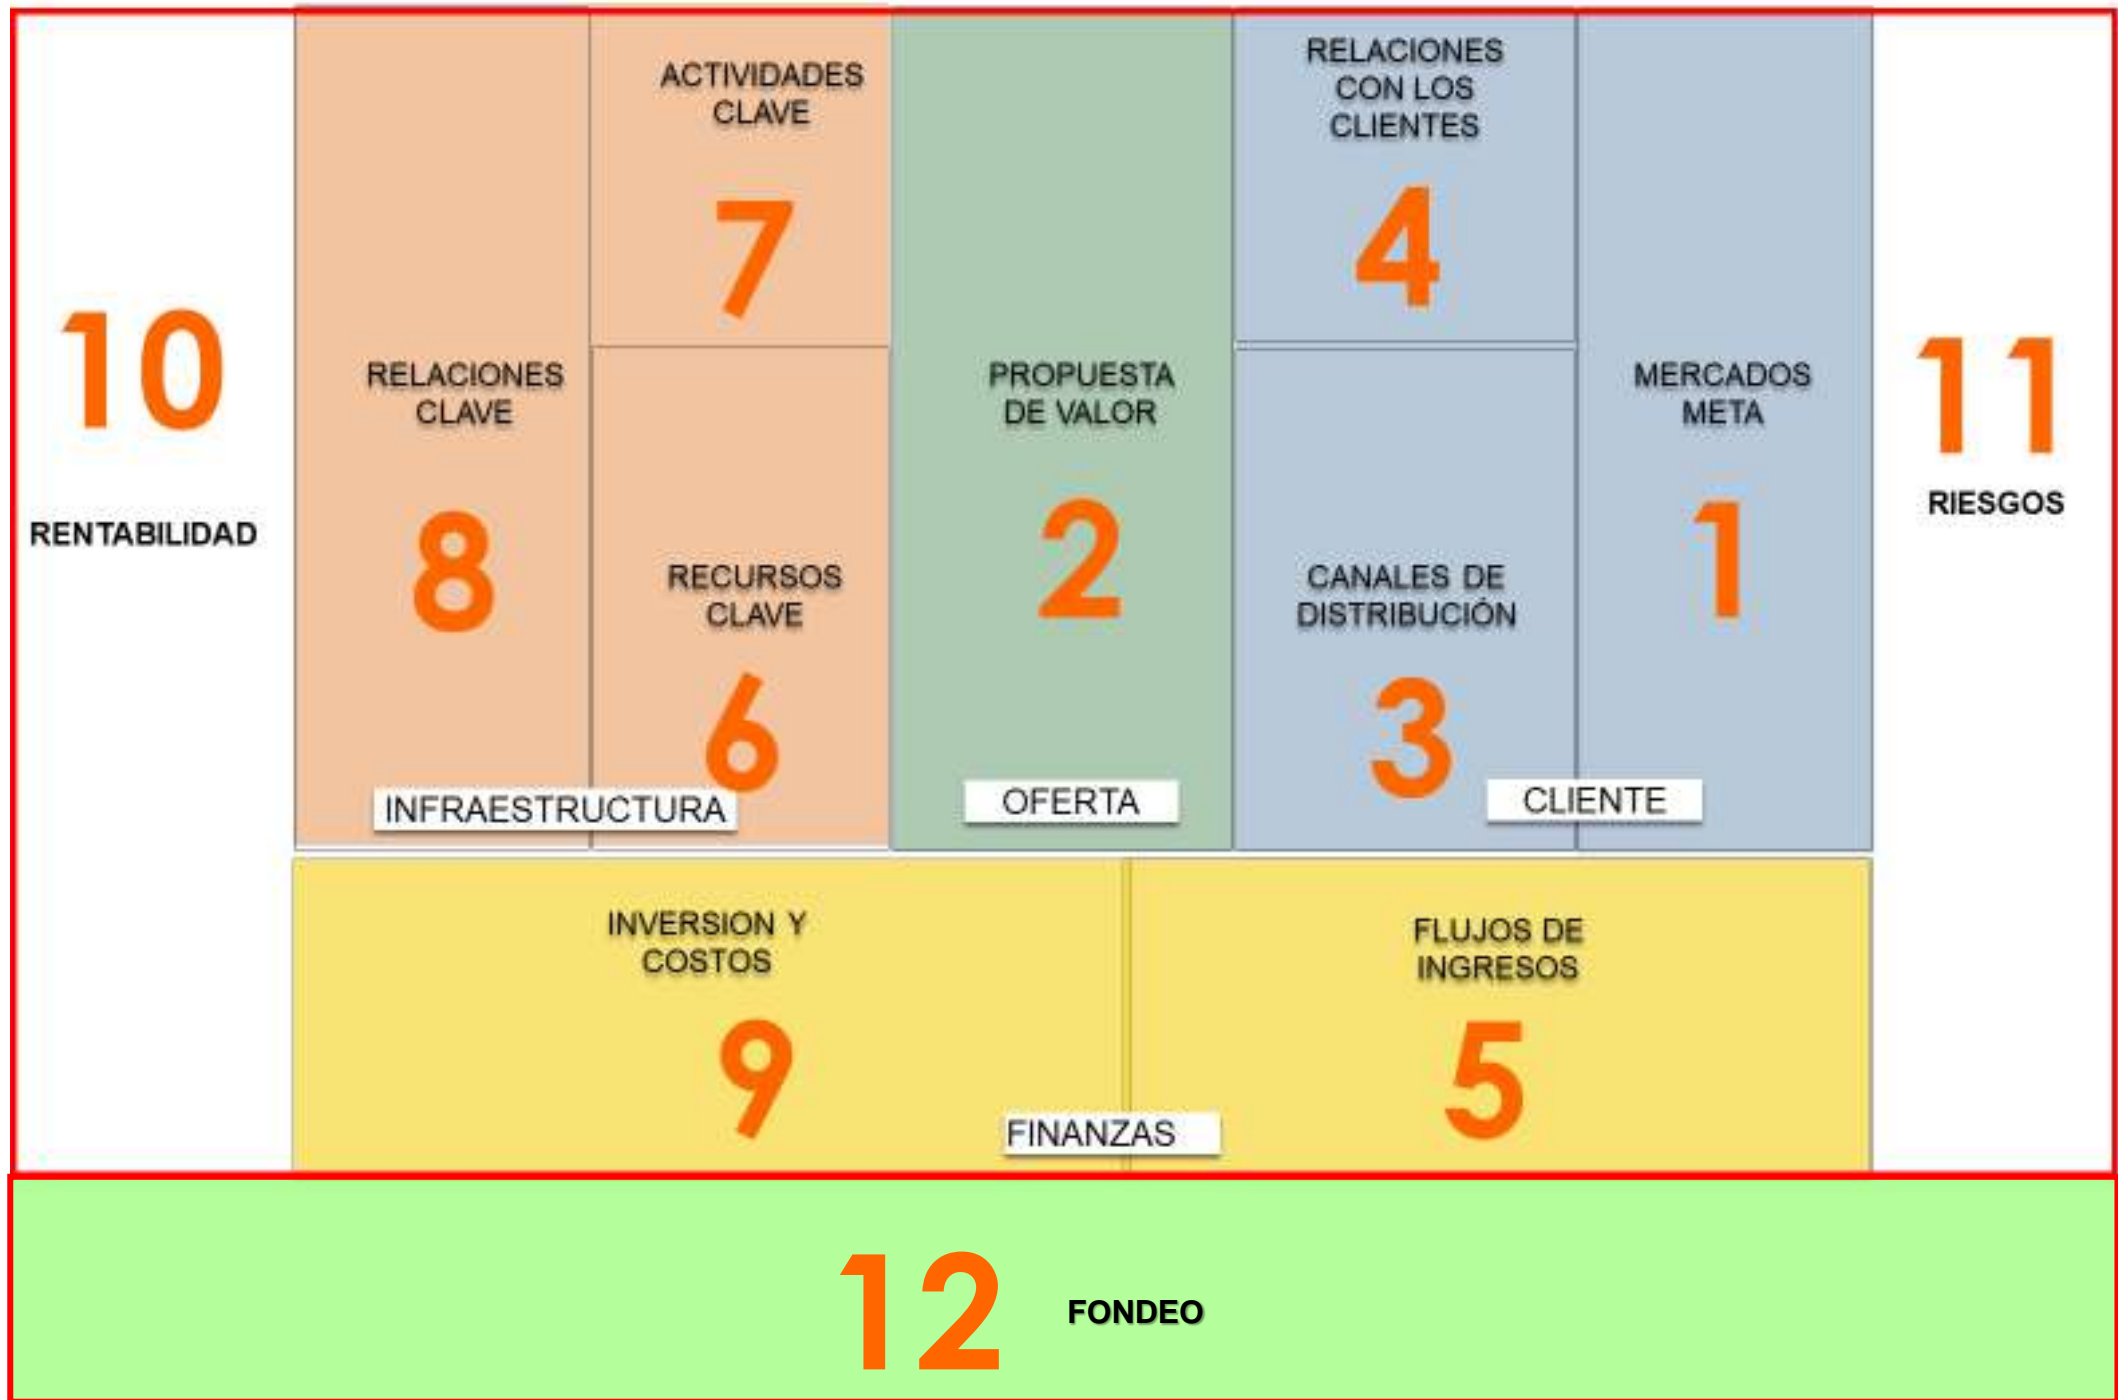 10
RENTABILIDAD
RELACIONES
CLAVE
8
ACTIVIDADES
CLAVE
7
RECURSOS
CLAVE
6
INFRAESTRUCTURA
PROPUESTA
DE VALOR
2
OFERTA
RELACIONES
CON LOS
CLIENTES
4
CANALES DE
DISTRIBUCIÓN
3
MERCADOS
META
1
CLIENTE
11
RIESGOS
INVERSION Y
COSTOS
9
FLUJOS DE
INGRESOS
5
FINANZAS
12 FONDEO